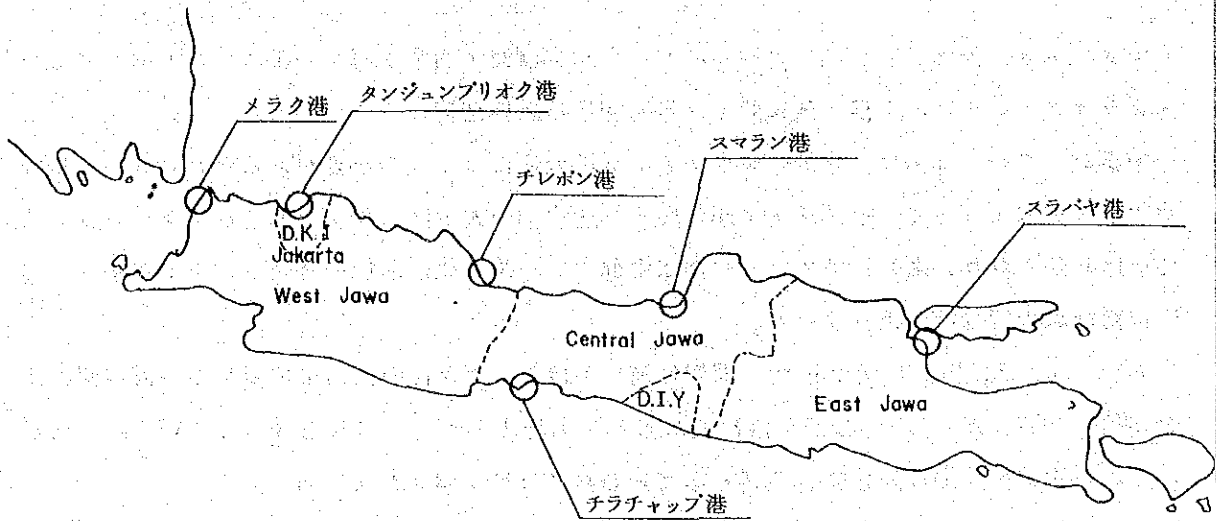 メラク港
タンジュンプリオク港
チレボン港
スマラン港
スラバヤ港
D.K.I
Jakarta
West Jawa
Central Jawa
D.I.Y
East Jawa
チラチャップ港